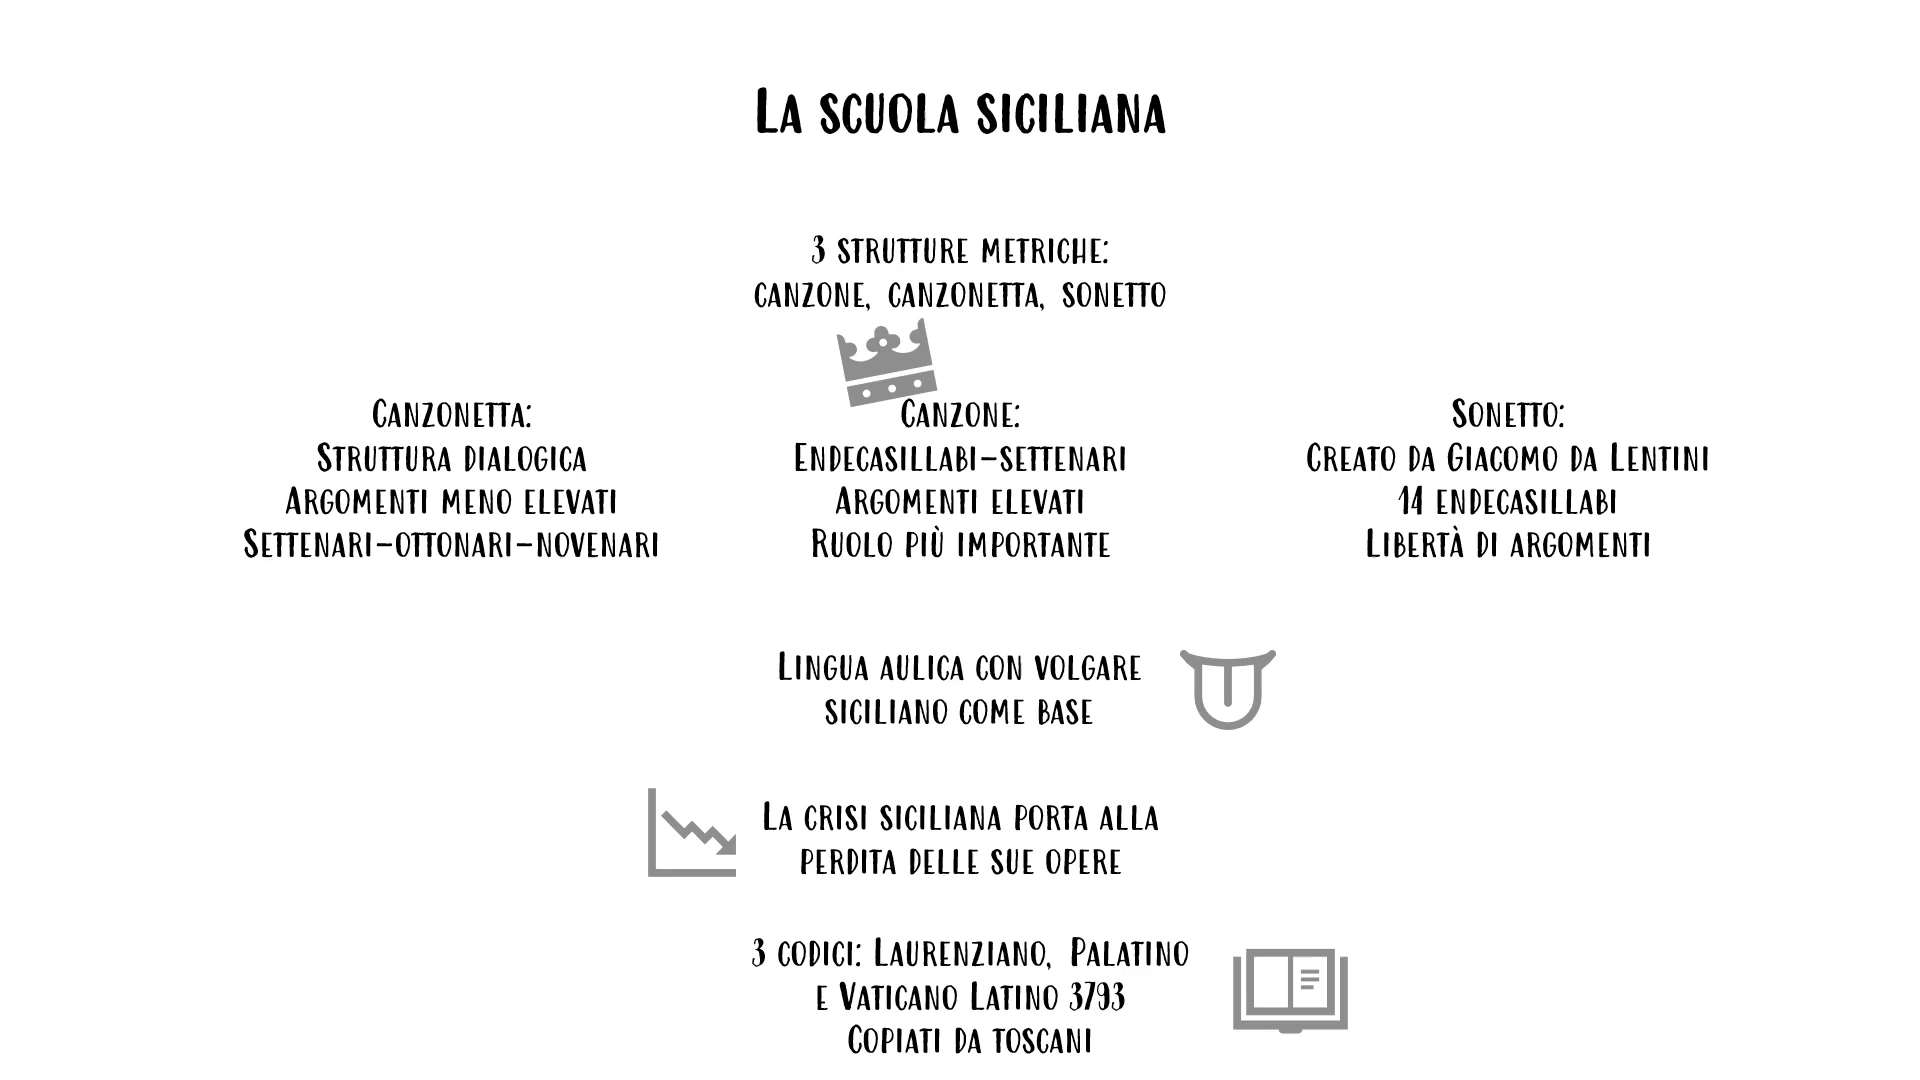 La scuola siciliana
3 strutture metriche:
canzone, canzonetta, sonetto
Canzonetta:
Struttura dialogica
Argomenti meno elevati
Settenari-ottonari-novenari
Canzone:
Endecasillabi-settenari
Argomenti elevati
Ruolo più importante
Sonetto:
Creato da Giacomo da Lentini
14 endecasillabi
Libertà di argomenti
Lingua aulica con volgare
siciliano come base
La crisi siciliana porta alla
perdita delle sue opere
3 codici: Laurenziano, Palatino
e Vaticano Latino 3793
Copiati da toscani